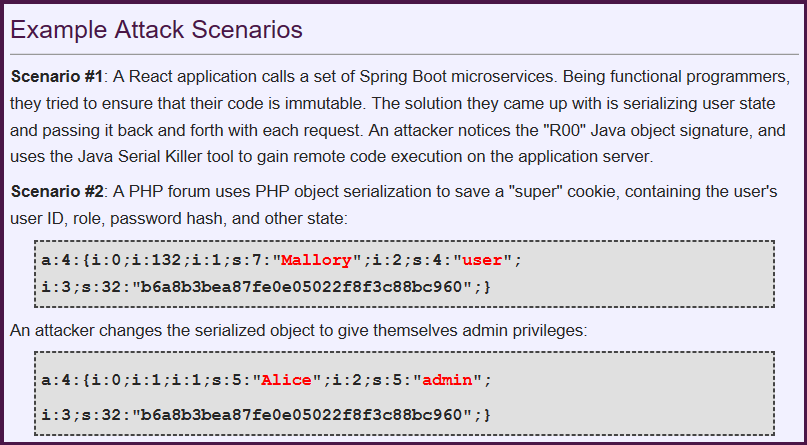 Example Attack Scenarios
Scenario #1: A React application calls a set of Spring Boot microservices. Being functional programmers,
they tried to ensure that their code is immutable. The solution they came up with is serializing user state
and passing it back and forth with each request. An attacker notices the "R00" Java object signature, and
uses the Java Serial Killer tool to gain remote code execution on the application server.
Scenario #2: A PHP forum uses PHP object serialization to save a "super" cookie, containing the user's
user ID, role, password hash, and other state:
a:4:{i:0;i:132;i:1;s:7:"Mallory";i:2;s:4:"user";
i:3;s:32:"b6a8b3bea87fe0e05022f8f3c88bc960";}
An attacker changes the serialized object to give themselves admin privileges:
a:4:{i:0;i:1;i:1;s:5:"Alice";i:2;s:5:"admin";
i:3;s:32:"b6a8b3bea87fe0e05022f8f3c88bc960";}